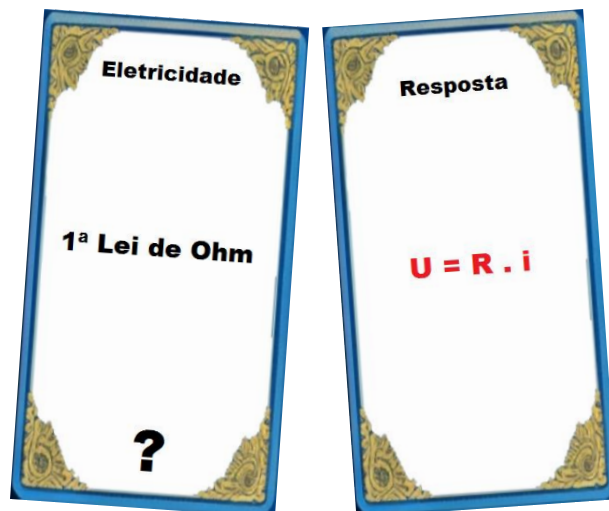 Eletricidade
1ª Lei de Ohm
?
Resposta
U = R . i